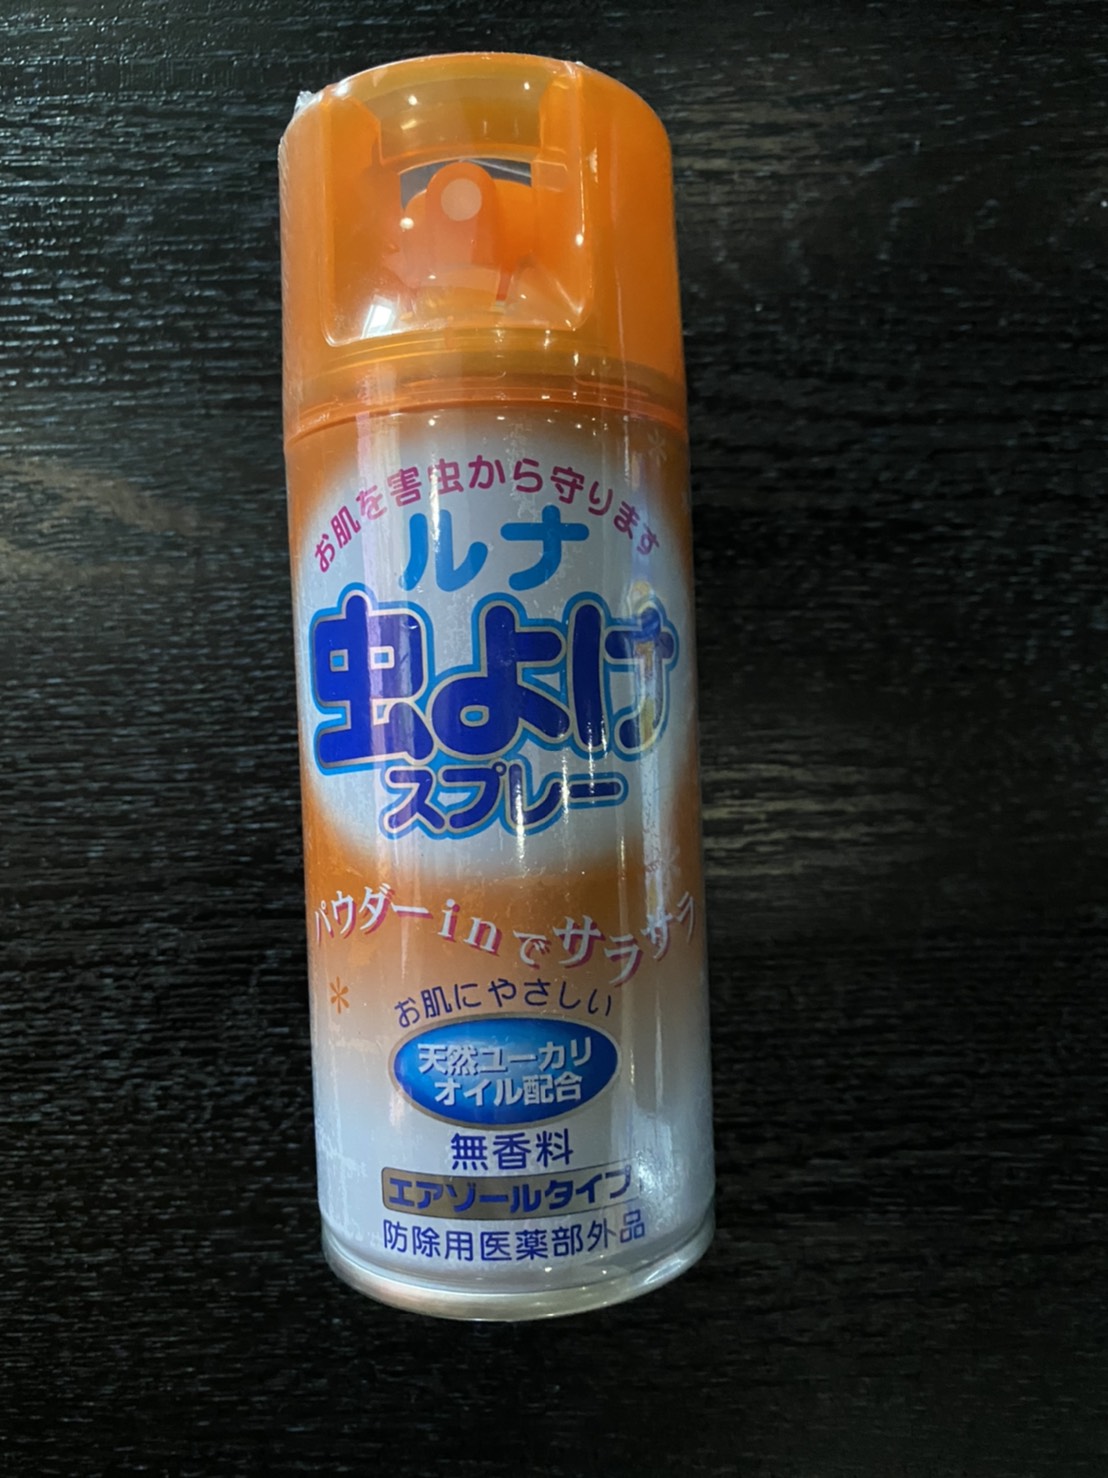 お肌を害虫から守ります
ルナ
虫よけ
スプレー
パウダーinでサラサラ
お肌にやさしい
天然ユーカリ
オイル配合
無香料
エアゾールタイプ
防除用医薬部外品